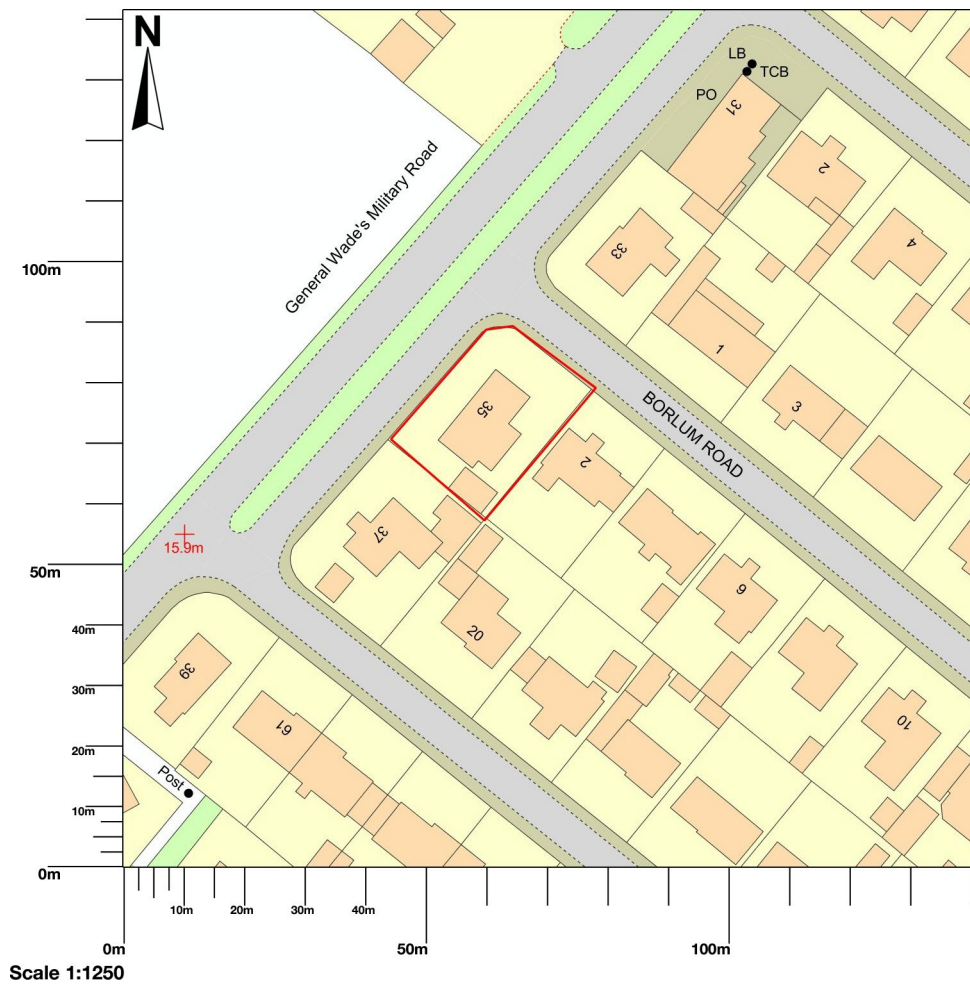 N
LB
TCB
PO
31
2
General Wade's Military Road
33
4
100m
1
35
BORLUM ROAD
3
2
37
15.9m
50m
6
40m
20
39
30m
10
61
20m
Post
10m
0m
10m
20m
30m
40m
0m
50m
100m
Scale 1:1250